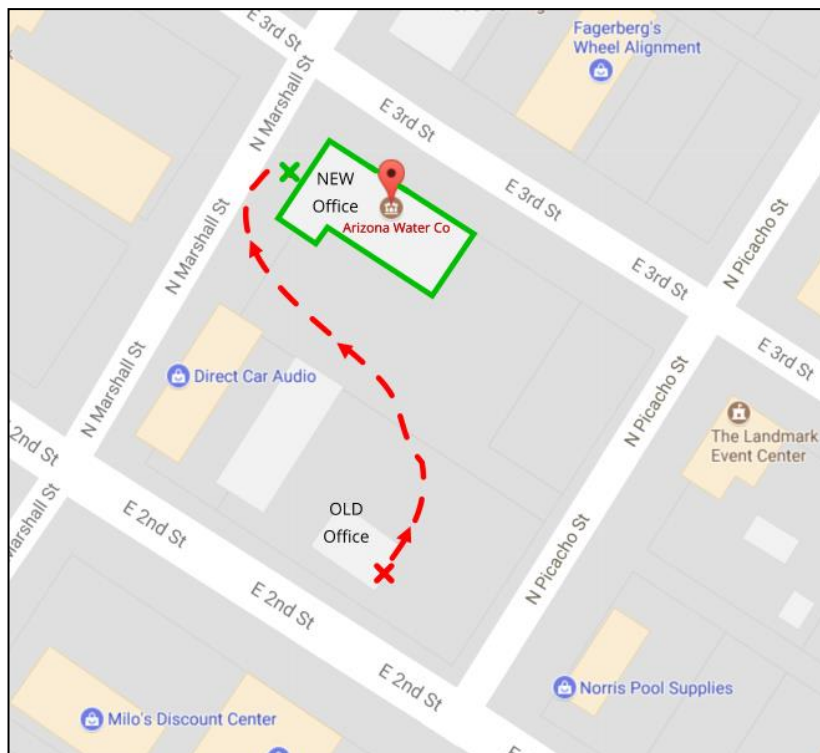 E 3rd St
Fagerberg's
Wheel Alignment
N Marshall St
E 3rd St
NEW
Office
Arizona Water Co
E 3rd St
N Picacho St
N Marshall St
E 3rd St
E 3rd St
Direct Car Audio
N Marshall St
N Picacho St
The Landmark
Event Center
2nd St
OLD
Office
E 2nd St
Marshall St
N Picacho St
E 2nd St
E 2nd St
Norris Pool Supplies
Milo's Discount Center